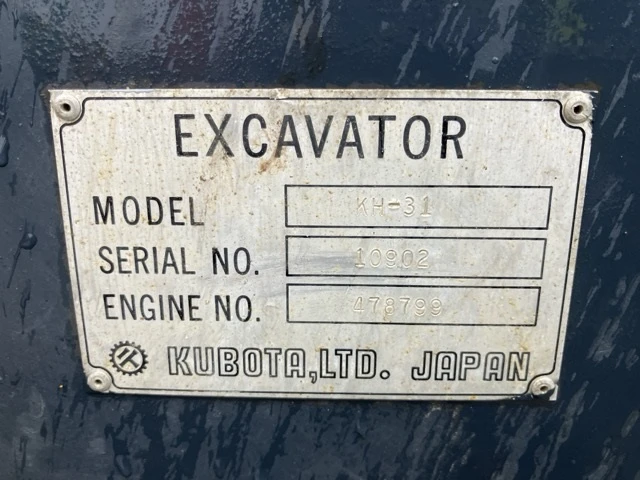 EXCAVATOR
MODEL KH-31
SERIAL NO. 10902
ENGINE NO. 478799
KUBOTA,LTD. JAPAN